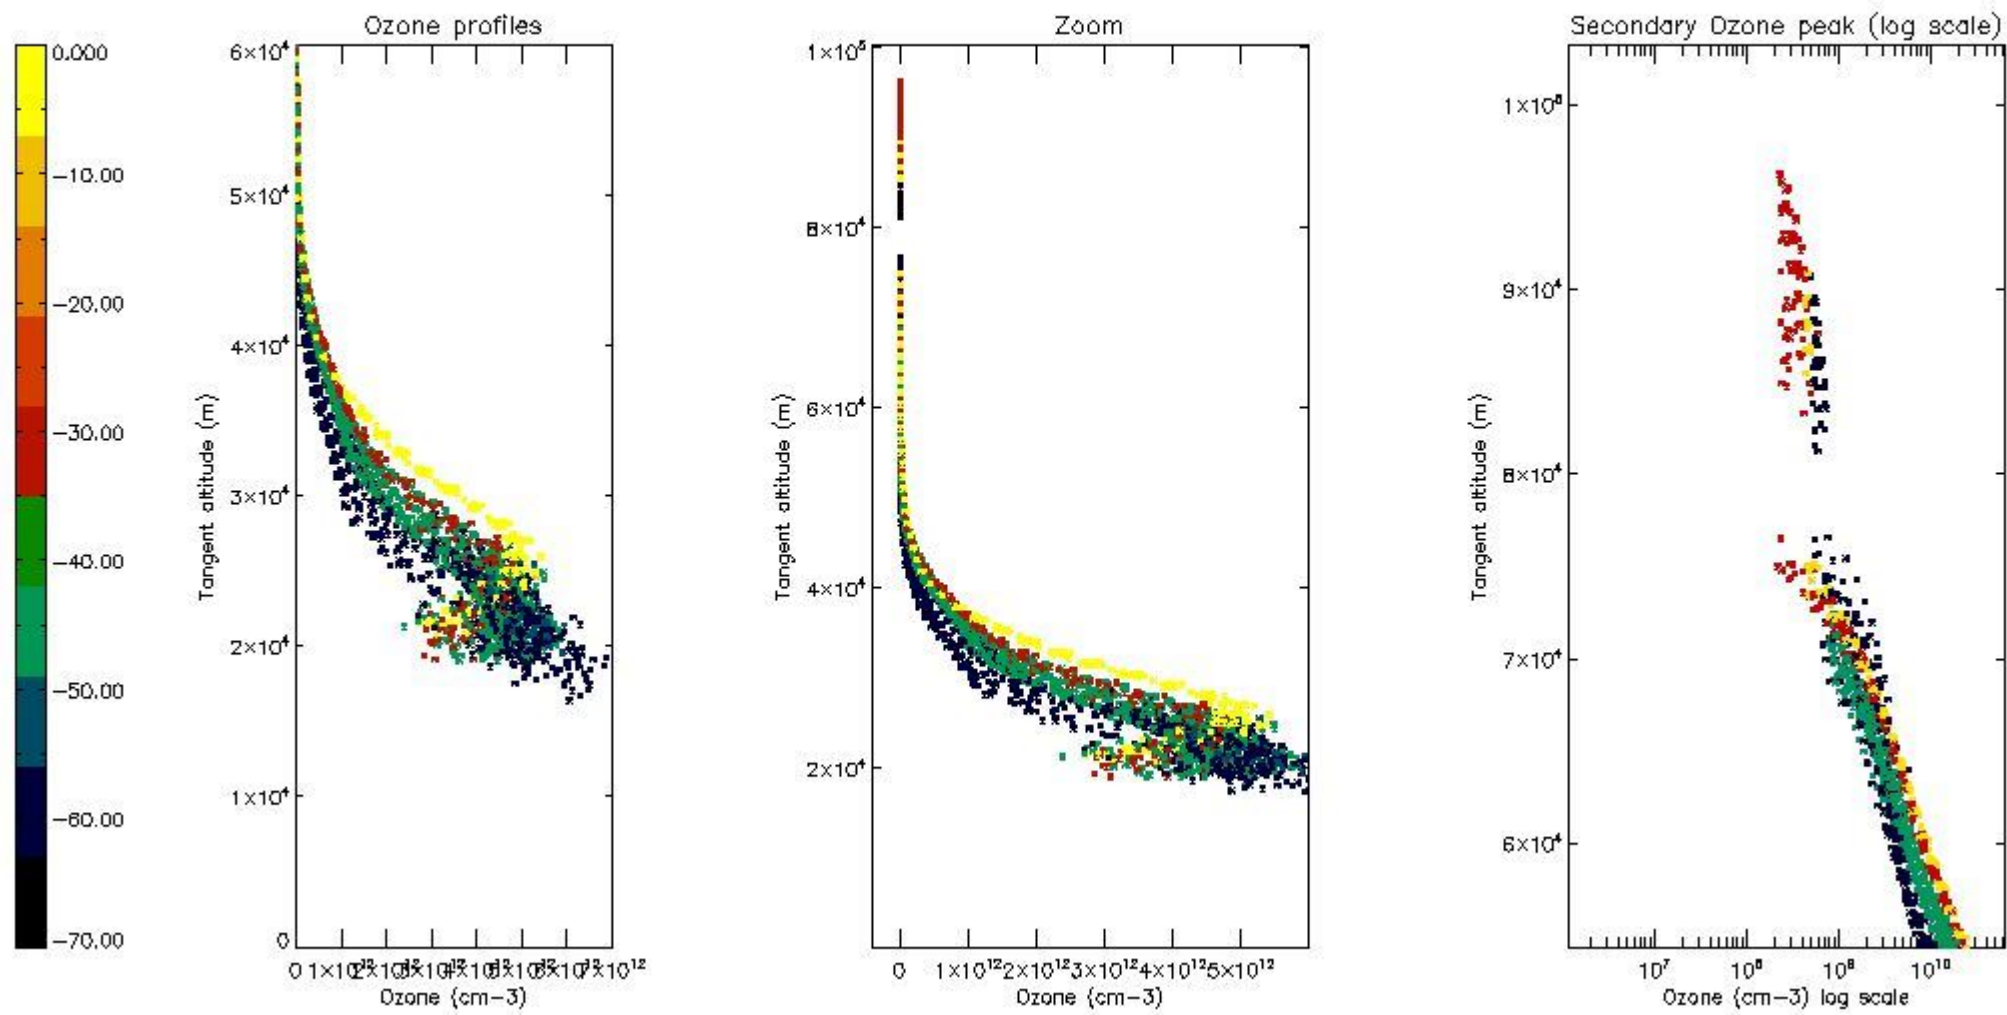 Ozone profiles
Zoom
Secondary Ozone peak (log scale)
0.000
−10.00
−20.00
−30.00
−40.00
−50.00
−60.00
−70.00
6×10⁴
5×10⁴
4×10⁴
3×10⁴
2×10⁴
1×10⁴
0
Tangent altitude (m)
Ozone (cm−3)
1×10⁵
8×10⁴
6×10⁴
4×10⁴
2×10⁴
Tangent altitude (m)
0 1×10¹² 2×10¹² 3×10¹² 4×10¹² 5×10¹²
Ozone (cm−3)
9×10⁴
8×10⁴
7×10⁴
6×10⁴
Tangent altitude (m)
10⁷ 10⁸ 10⁹ 10¹⁰
Ozone (cm−3) log scale